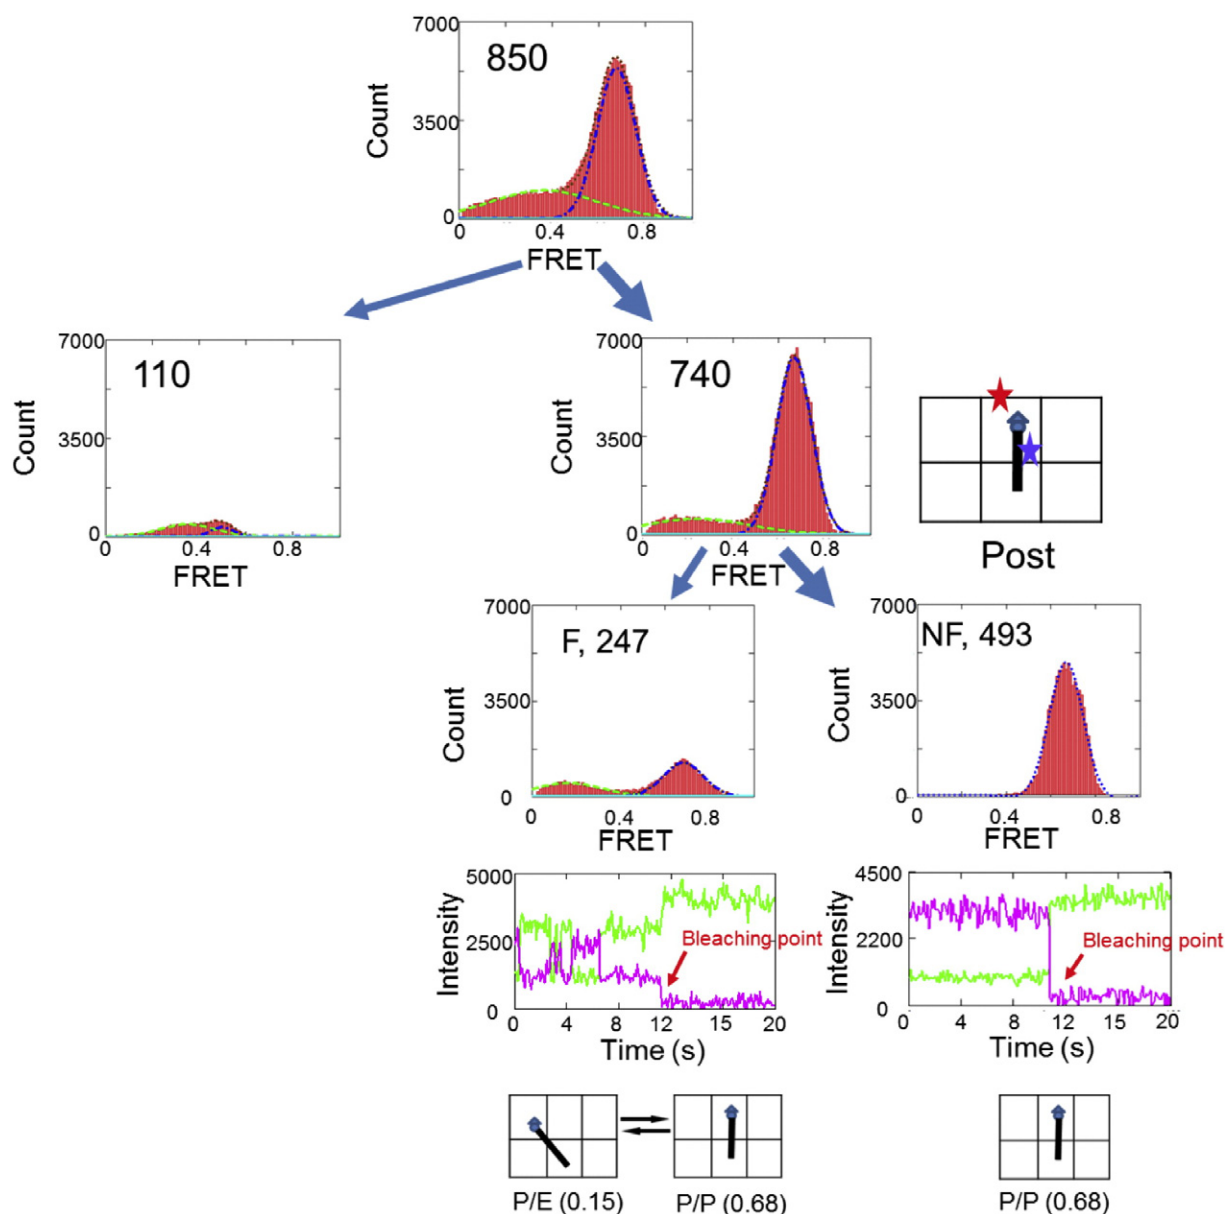 7000
850
Count
3500
0
0 0.4 0.8
FRET
7000
110
Count
3500
0
0 0.4 0.8
FRET
7000
740
Count
3500
0
0 0.4 0.8
FRET
Post
7000
F, 247
Count
3500
0
0 0.4 0.8
FRET
7000
NF, 493
Count
3500
0
0 0.4 0.8
FRET
5000
Intensity
2500
Bleaching point
0
0 4 8 12 16 20
Time (s)
4500
Intensity
2200
Bleaching point
0
0 4 8 12 16 20
Time (s)
P/E (0.15)
P/P (0.68)
P/P (0.68)